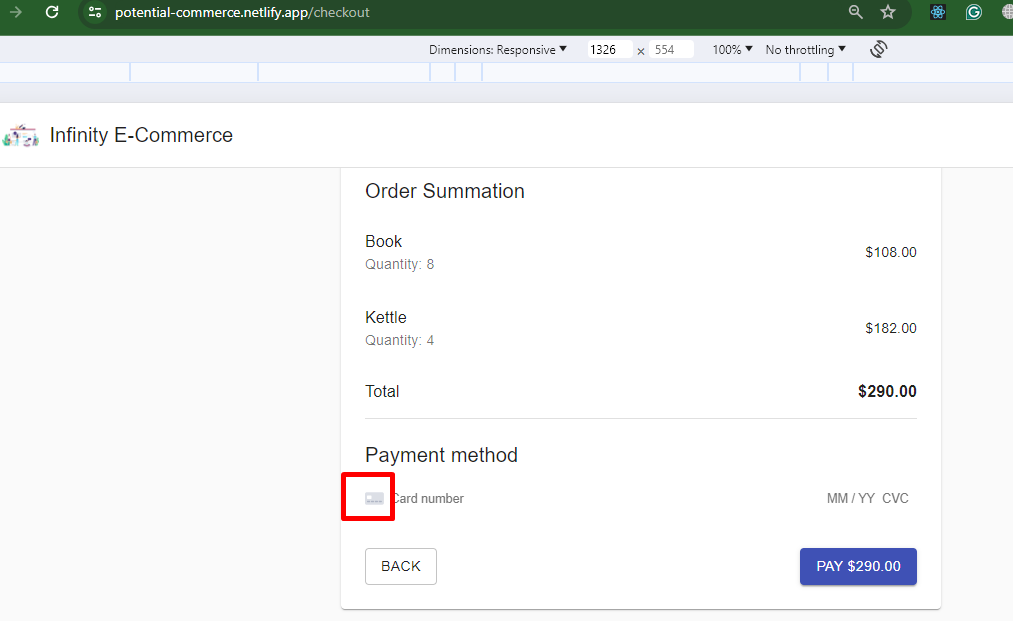 potential-commerce.netlify.app/checkout
Dimensions: Responsive 1326 × 554 100% No throttling
Infinity E-Commerce
Order Summation
Book
Quantity: 8
$108.00
Kettle
Quantity: 4
$182.00
Total $290.00
Payment method
Card number MM / YY CVC
BACK PAY $290.00